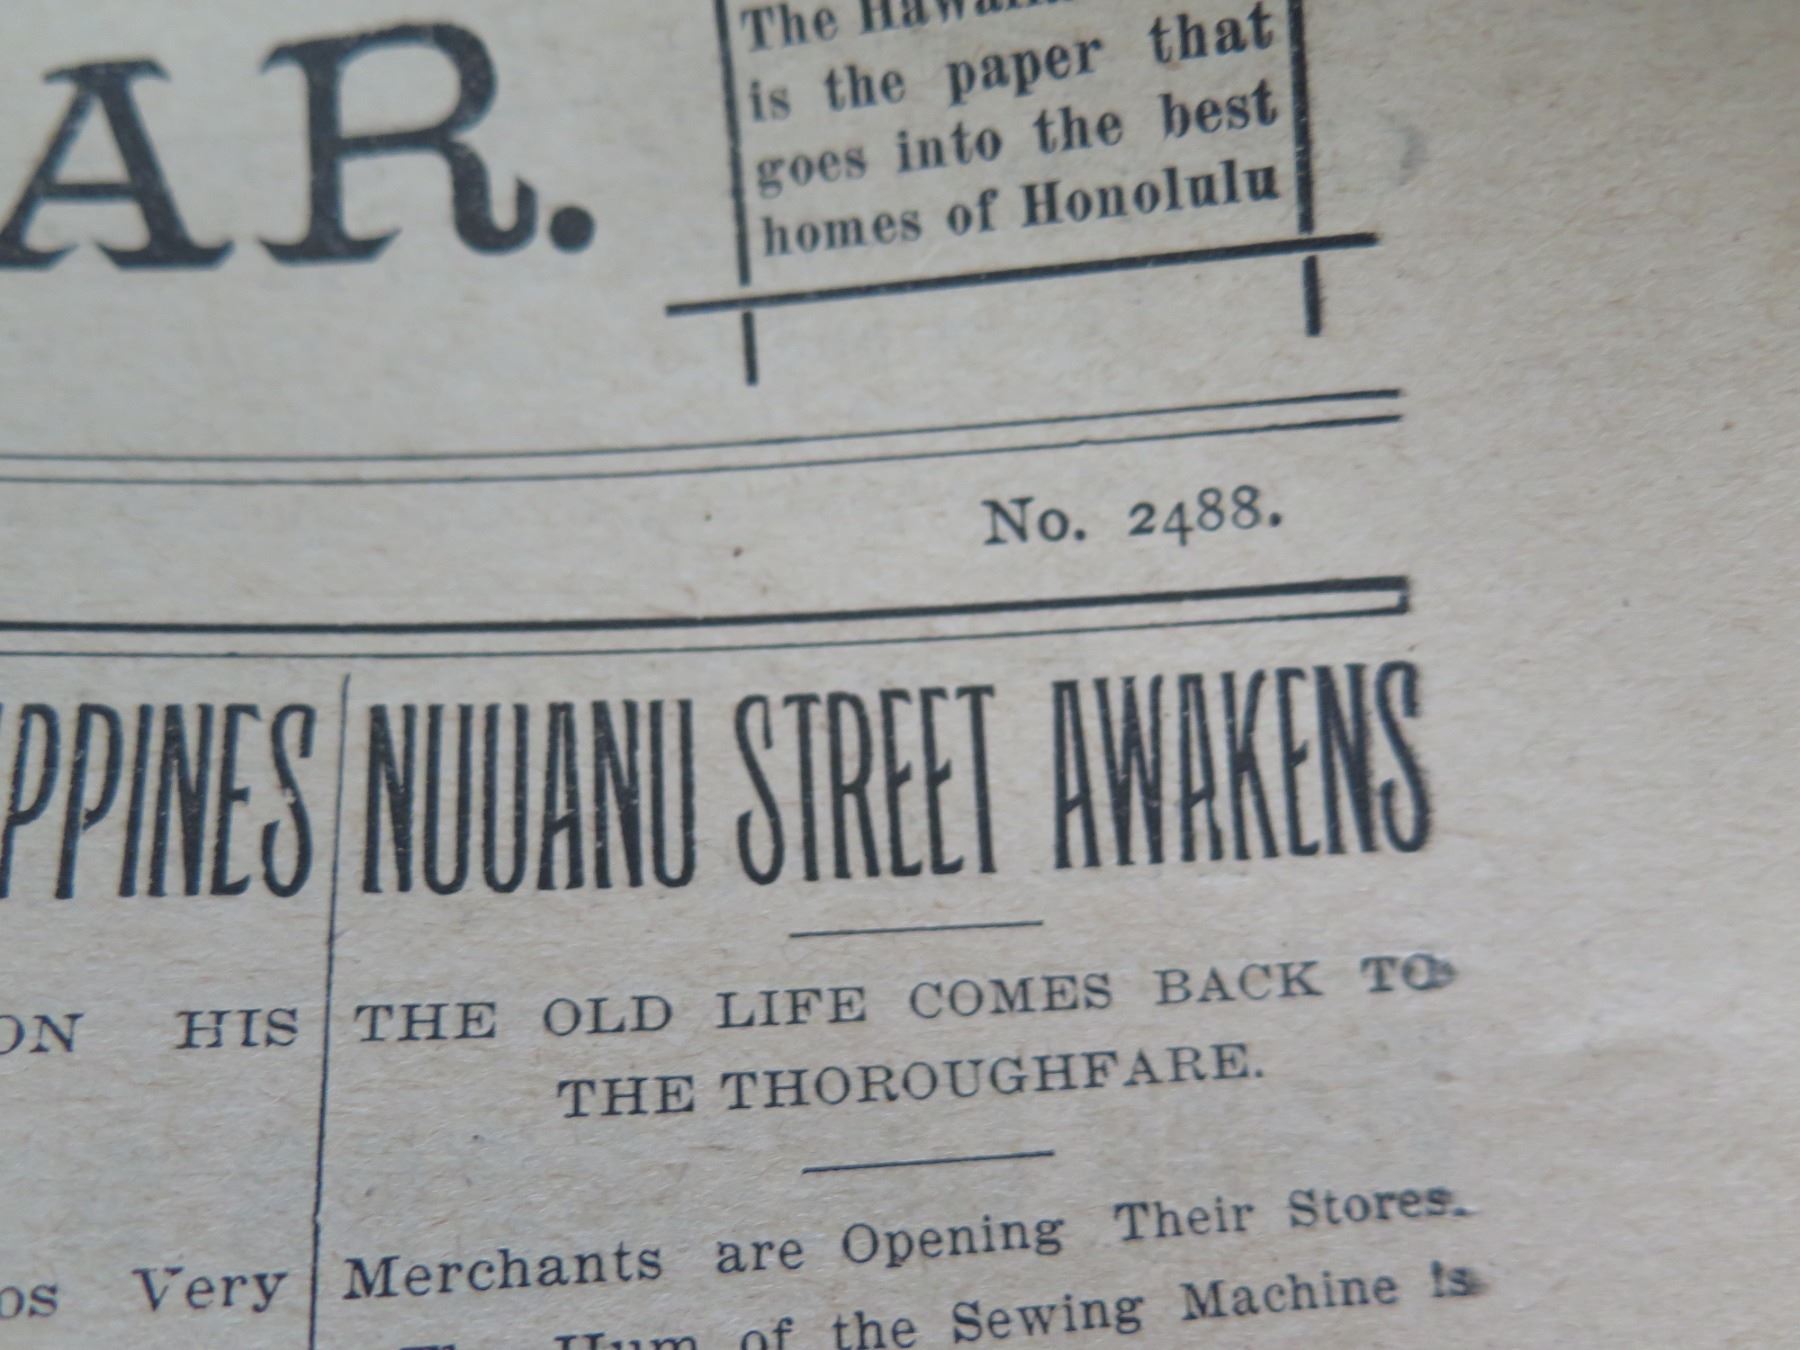 AR.
The
is the paper that
goes into the best
homes of Honolulu
No. 2488.
PPINES
HIS
Very
NUUANU STREET AWAKENS
THE OLD LIFE COMES BACK TO
THE THOROUGHFARE.
Merchants are Opening Their Stores.
Hum of the Sewing Machine Is